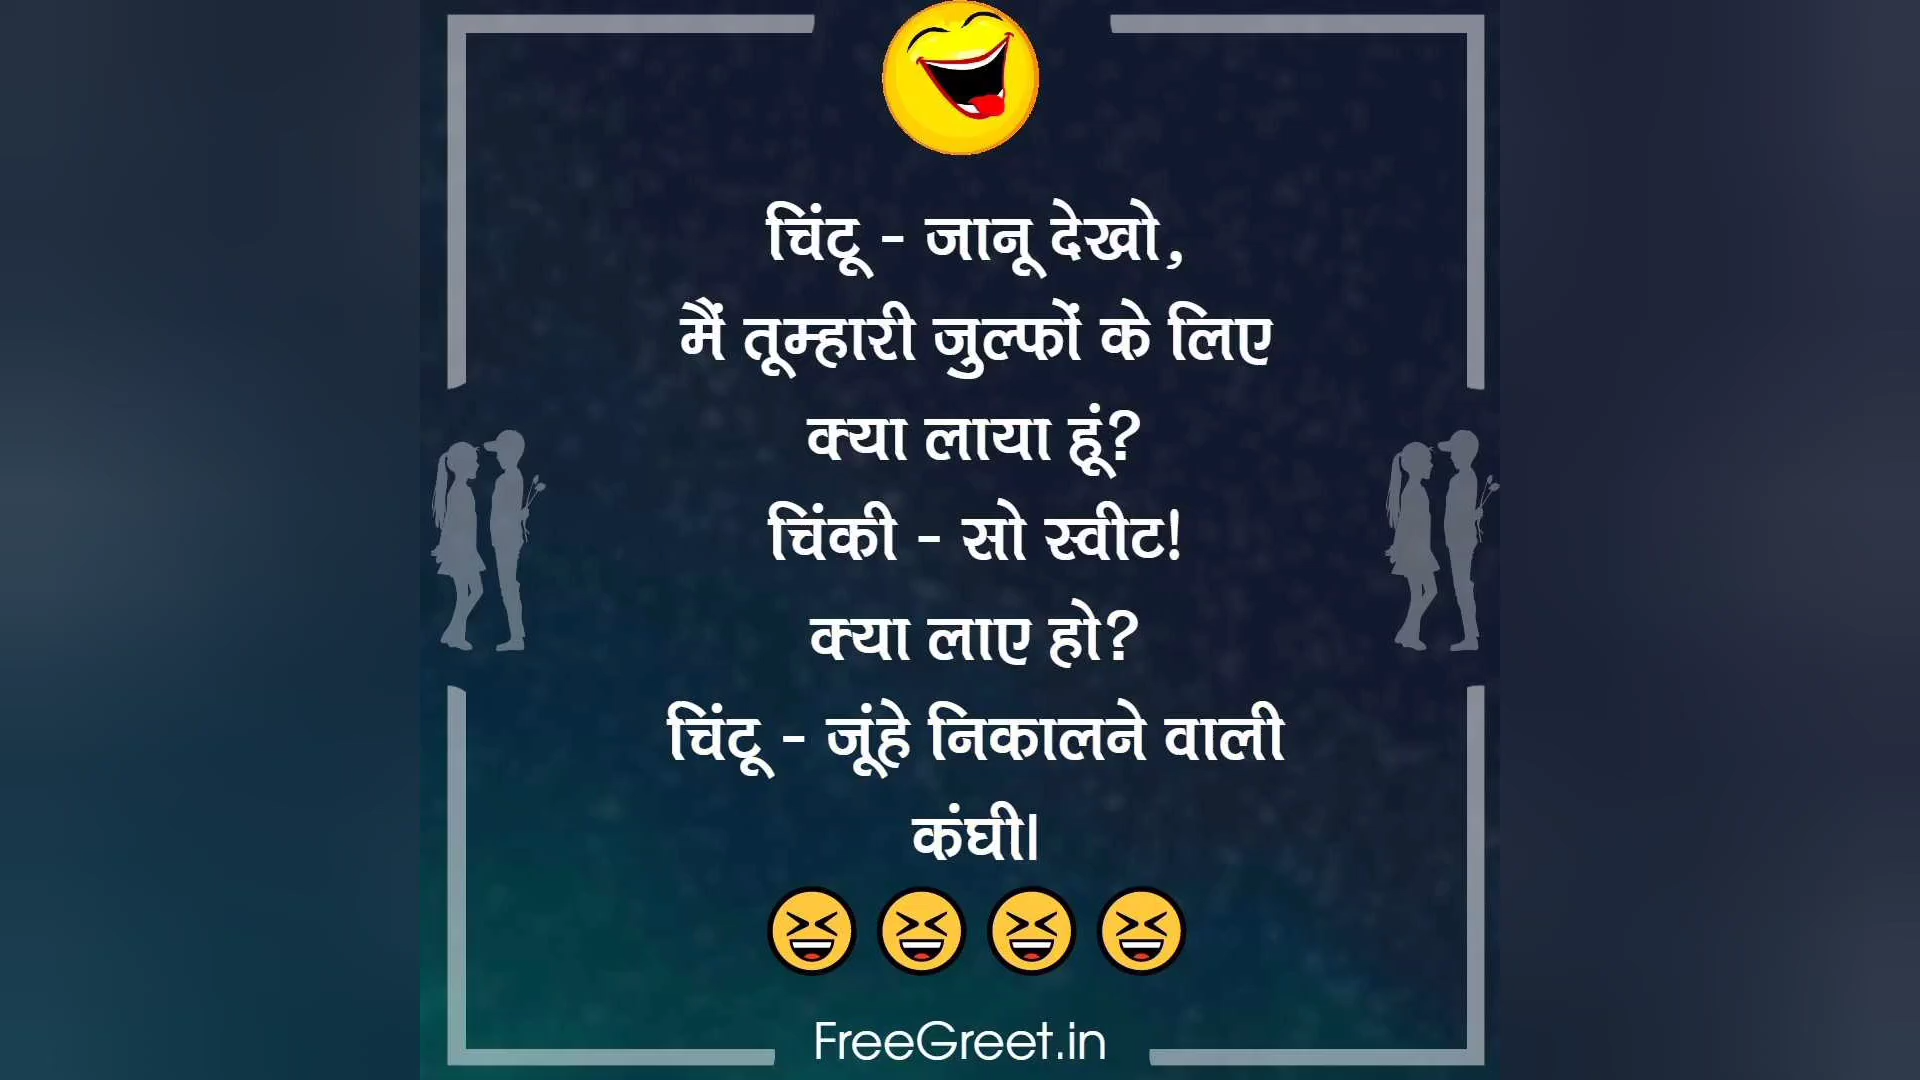 चिंटू - जानू देखो,
मैं तूम्हारी जुल्फों के लिए
क्या लाया हूं?
चिंकी - सो स्वीट!
क्या लाए हो?
चिंटू - जूंहे निकालने वाली
कंघी।
FreeGreet.in